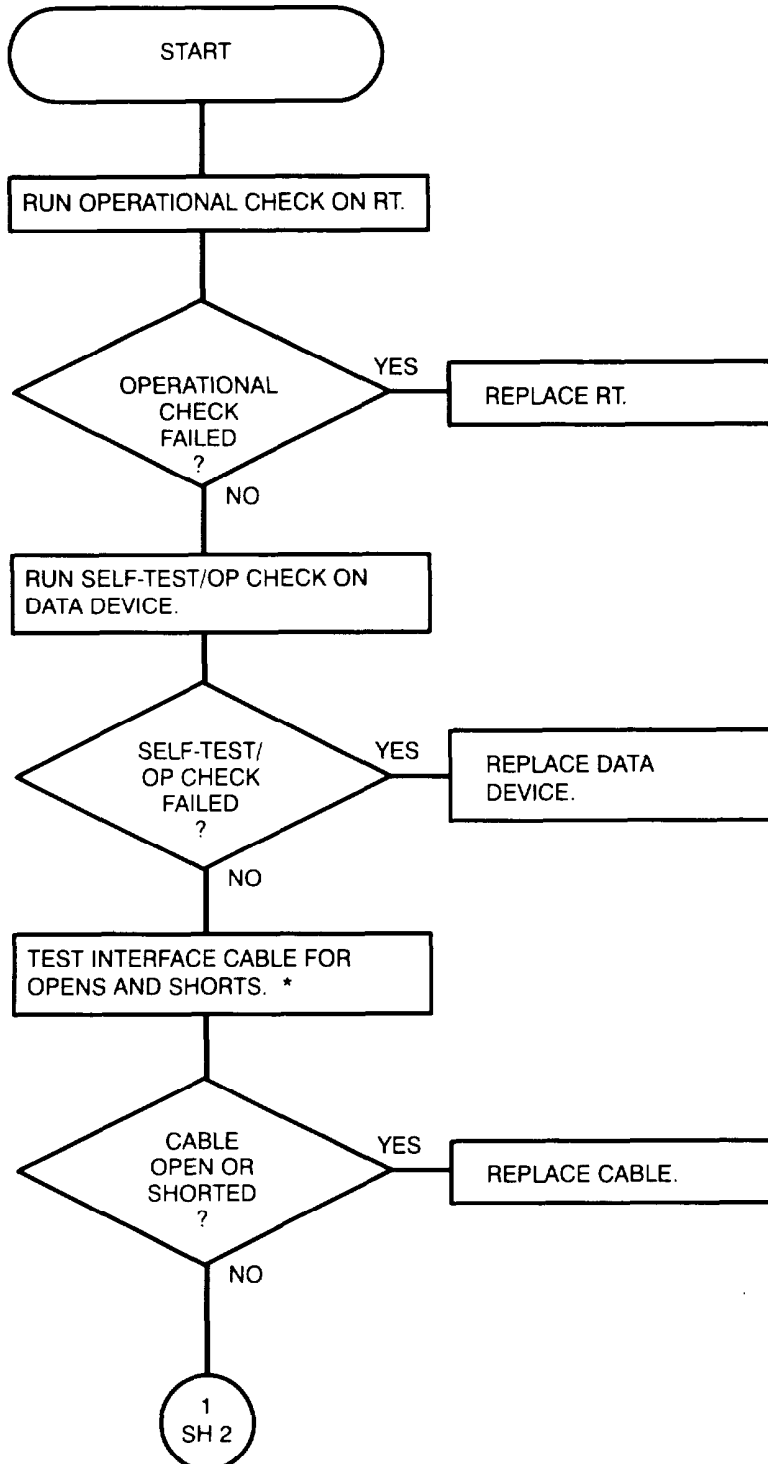 START
RUN OPERATIONAL CHECK ON RT.
OPERATIONAL
CHECK
FAILED
?
YES
REPLACE RT.
NO
RUN SELF-TEST/OP CHECK ON
DATA DEVICE.
SELF-TEST/
OP CHECK
FAILED
?
YES
REPLACE DATA
DEVICE.
NO
TEST INTERFACE CABLE FOR
OPENS AND SHORTS. *
CABLE
OPEN OR
SHORTED
?
YES
REPLACE CABLE.
NO
1
SH 2